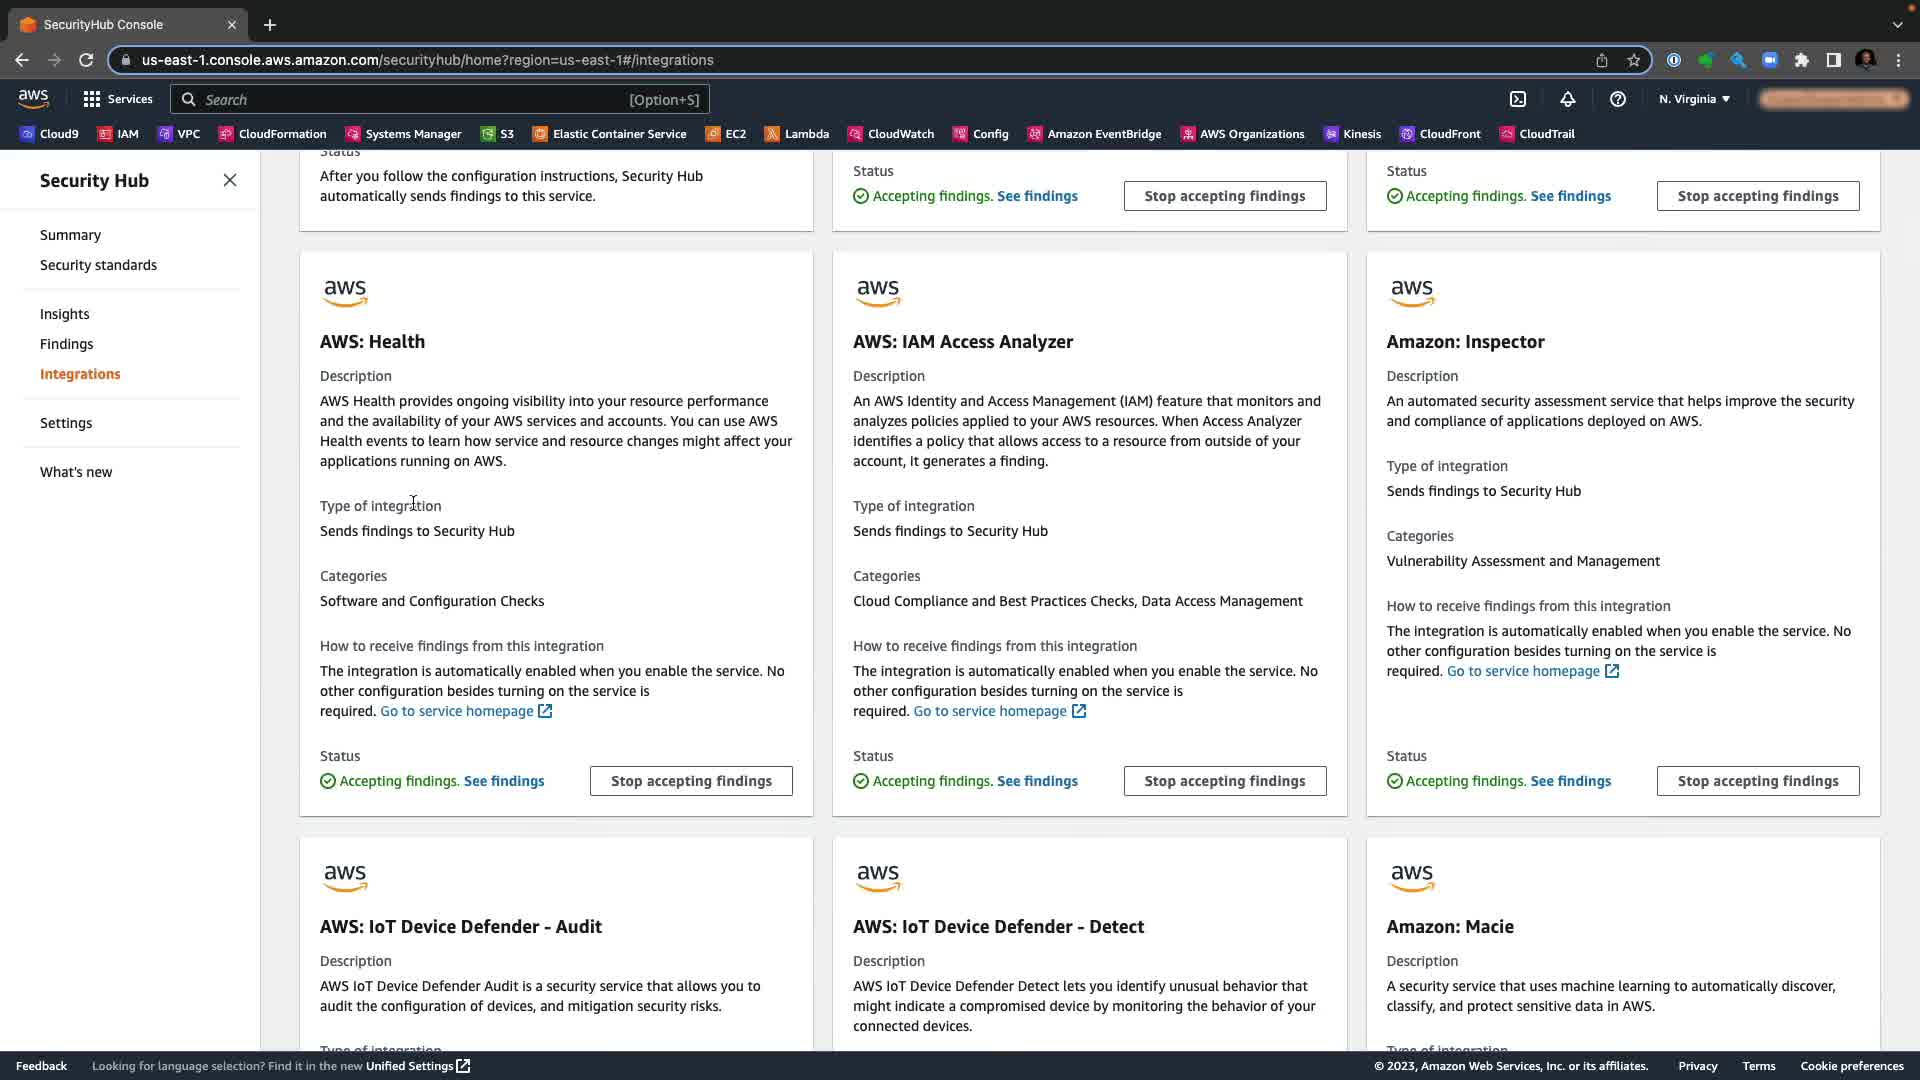 SecurityHub Console
us-east-1.console.aws.amazon.com/securityhub/home?region=us-east-1#/integrations
aws
Services
Search
[Option+S]
N. Virginia
Cloud9
IAM
VPC
CloudFormation
Systems Manager
S3
Elastic Container Service
EC2
Lambda
CloudWatch
Config
Amazon EventBridge
AWS Organizations
Kinesis
CloudFront
CloudTrail
Security Hub
Summary
Security standards
Insights
Findings
Integrations
Settings
What's new
Status
After you follow the configuration instructions, Security Hub
automatically sends findings to this service.
Status
Accepting findings. See findings
Stop accepting findings
Status
Accepting findings. See findings
Stop accepting findings
aws
AWS: Health
Description
AWS Health provides ongoing visibility into your resource performance
and the availability of your AWS services and accounts. You can use AWS
Health events to learn how service and resource changes might affect your
applications running on AWS.
Type of integration
Sends findings to Security Hub
Categories
Software and Configuration Checks
How to receive findings from this integration
The integration is automatically enabled when you enable the service. No
other configuration besides turning on the service is
required. Go to service homepage
Status
Accepting findings. See findings
Stop accepting findings
aws
AWS: IAM Access Analyzer
Description
An AWS Identity and Access Management (IAM) feature that monitors and
analyzes policies applied to your AWS resources. When Access Analyzer
identifies a policy that allows access to a resource from outside of your
account, it generates a finding.
Type of integration
Sends findings to Security Hub
Categories
Cloud Compliance and Best Practices Checks, Data Access Management
How to receive findings from this integration
The integration is automatically enabled when you enable the service. No
other configuration besides turning on the service is
required. Go to service homepage
Status
Accepting findings. See findings
Stop accepting findings
aws
Amazon: Inspector
Description
An automated security assessment service that helps improve the security
and compliance of applications deployed on AWS.
Type of integration
Sends findings to Security Hub
Categories
Vulnerability Assessment and Management
How to receive findings from this integration
The integration is automatically enabled when you enable the service. No
other configuration besides turning on the service is
required. Go to service homepage
Status
Accepting findings. See findings
Stop accepting findings
aws
AWS: IoT Device Defender - Audit
Description
AWS IoT Device Defender Audit is a security service that allows you to
audit the configuration of devices, and mitigation security risks.
Type of integration
aws
AWS: IoT Device Defender - Detect
Description
AWS IoT Device Defender Detect lets you identify unusual behavior that
might indicate a compromised device by monitoring the behavior of your
connected devices.
aws
Amazon: Macie
Description
A security service that uses machine learning to automatically discover,
classify, and protect sensitive data in AWS.
Type of integration
Feedback
Looking for language selection? Find it in the new Unified Settings
© 2023, Amazon Web Services, Inc. or its affiliates.
Privacy
Terms
Cookie preferences